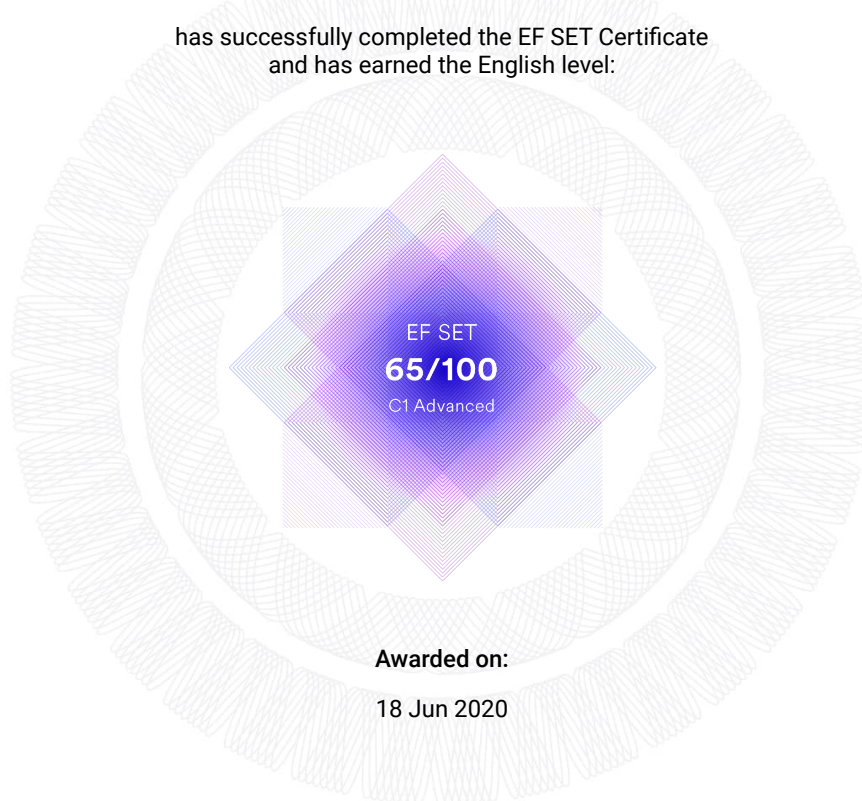 has successfully completed the EF SET Certificate
and has earned the English level:
EF SET
65/100
C1 Advanced
Awarded on:
18 Jun 2020